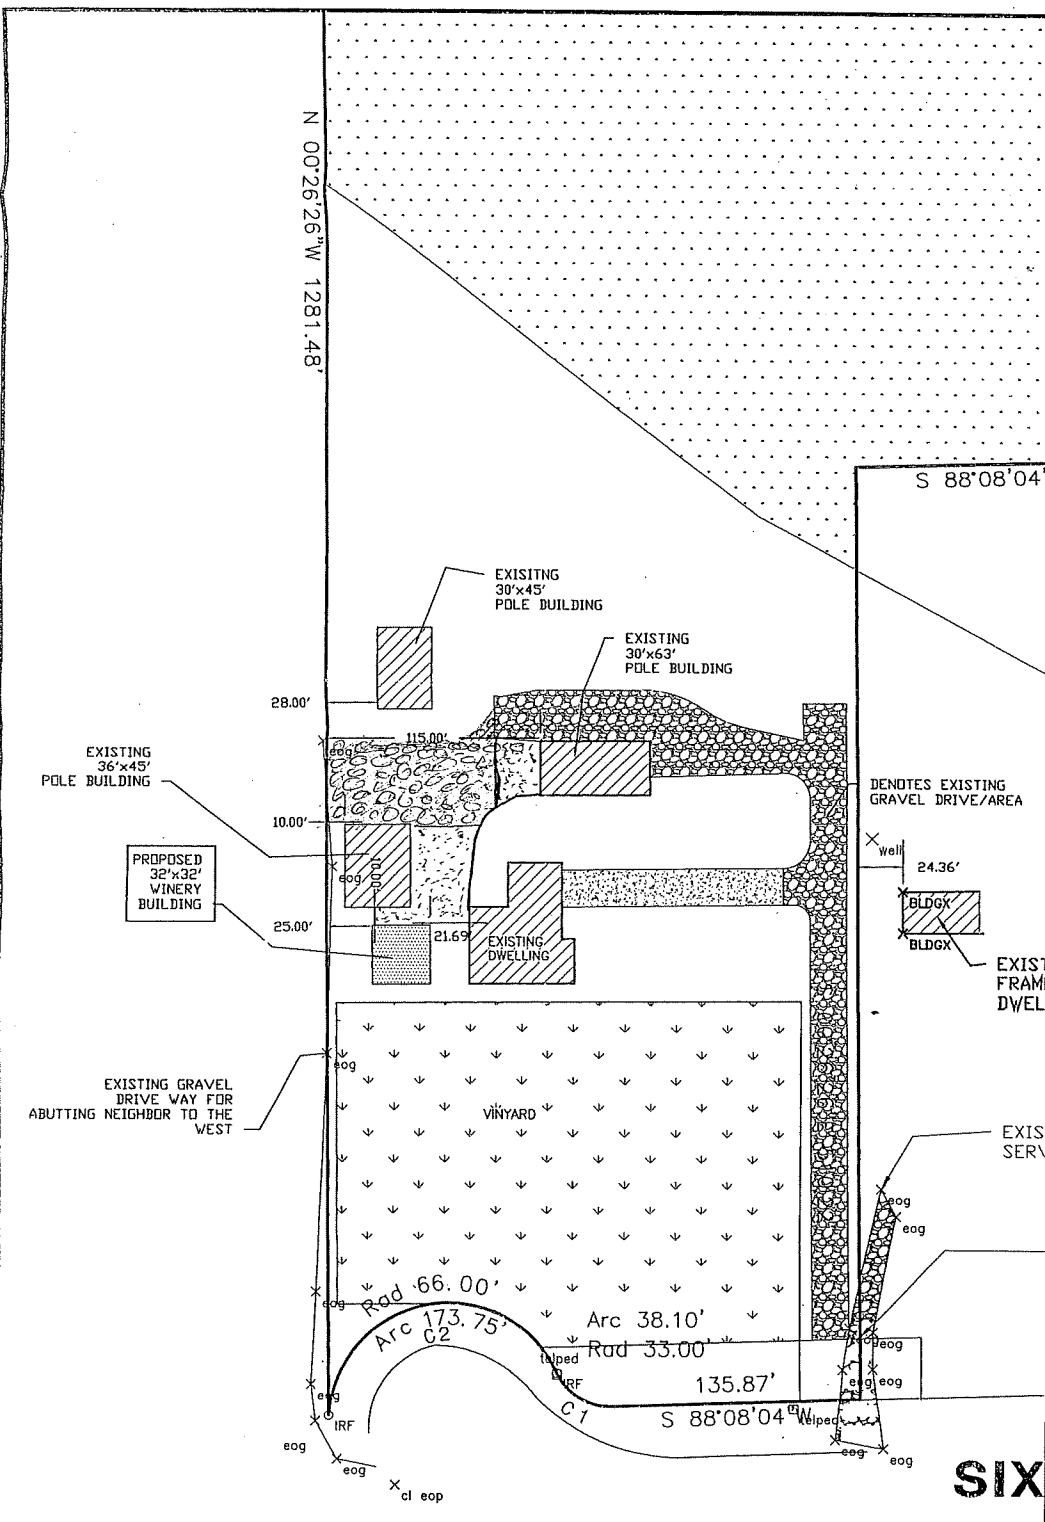 N 00°26'26"W 1281.48'
S 88°08'04"
EXISITNG
30'x45'
POLE BUILDING
EXISTING
30'x63'
POLE BUILDING
28.00'
115.00'
eog
EXISTING
36'x45'
POLE BUILDING
DENOTES EXISTING
GRAVEL DRIVE/AREA
10.00'
well
24.36'
PROPOSED
32'x32'
WINERY
BUILDING
10.00'
eog
BLDGX
BLDGX
25.00'
21.69'
EXISTING
DWELLING
EXIST
FRAM
DWEL
eog
EXISTING GRAVEL
DRIVE WAY FOR
ABUTTING NEIGHBOR TO THE
WEST
VINYARD
EXIS
SERV
eog
eog
Rad 66.00'
eog
Arc 173.75'
C2
Arc 38.10'
Rad 33.00'
telped
IRF
eog
eog
eog
eog
135.87'
C1
S 88°08'04"W
telped
eog
IRF
eog
eog
eog
eog
cl eop
SIX